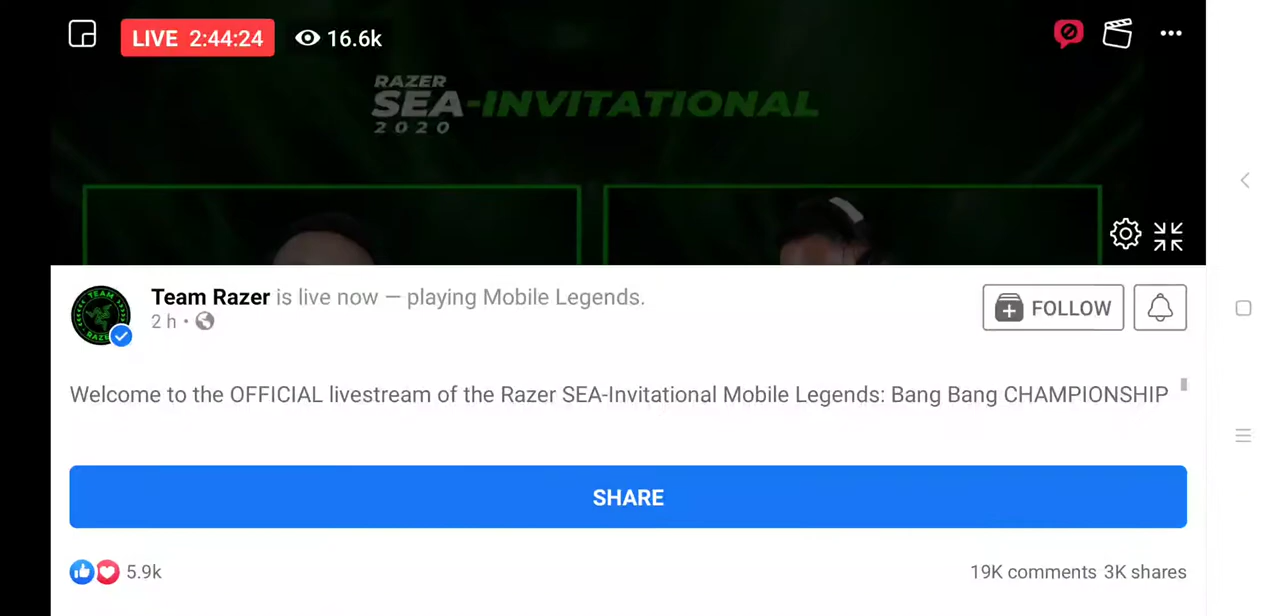 LIVE 2:44:24 16.6k
RAZER
SEA-INVITATIONAL
2020
Team Razer is live now — playing Mobile Legends.
2 h ·
FOLLOW
TEAM
RAZER
Welcome to the OFFICIAL livestream of the Razer SEA-Invitational Mobile Legends: Bang Bang CHAMPIONSHIP
SHARE
5.9k
19K comments 3K shares